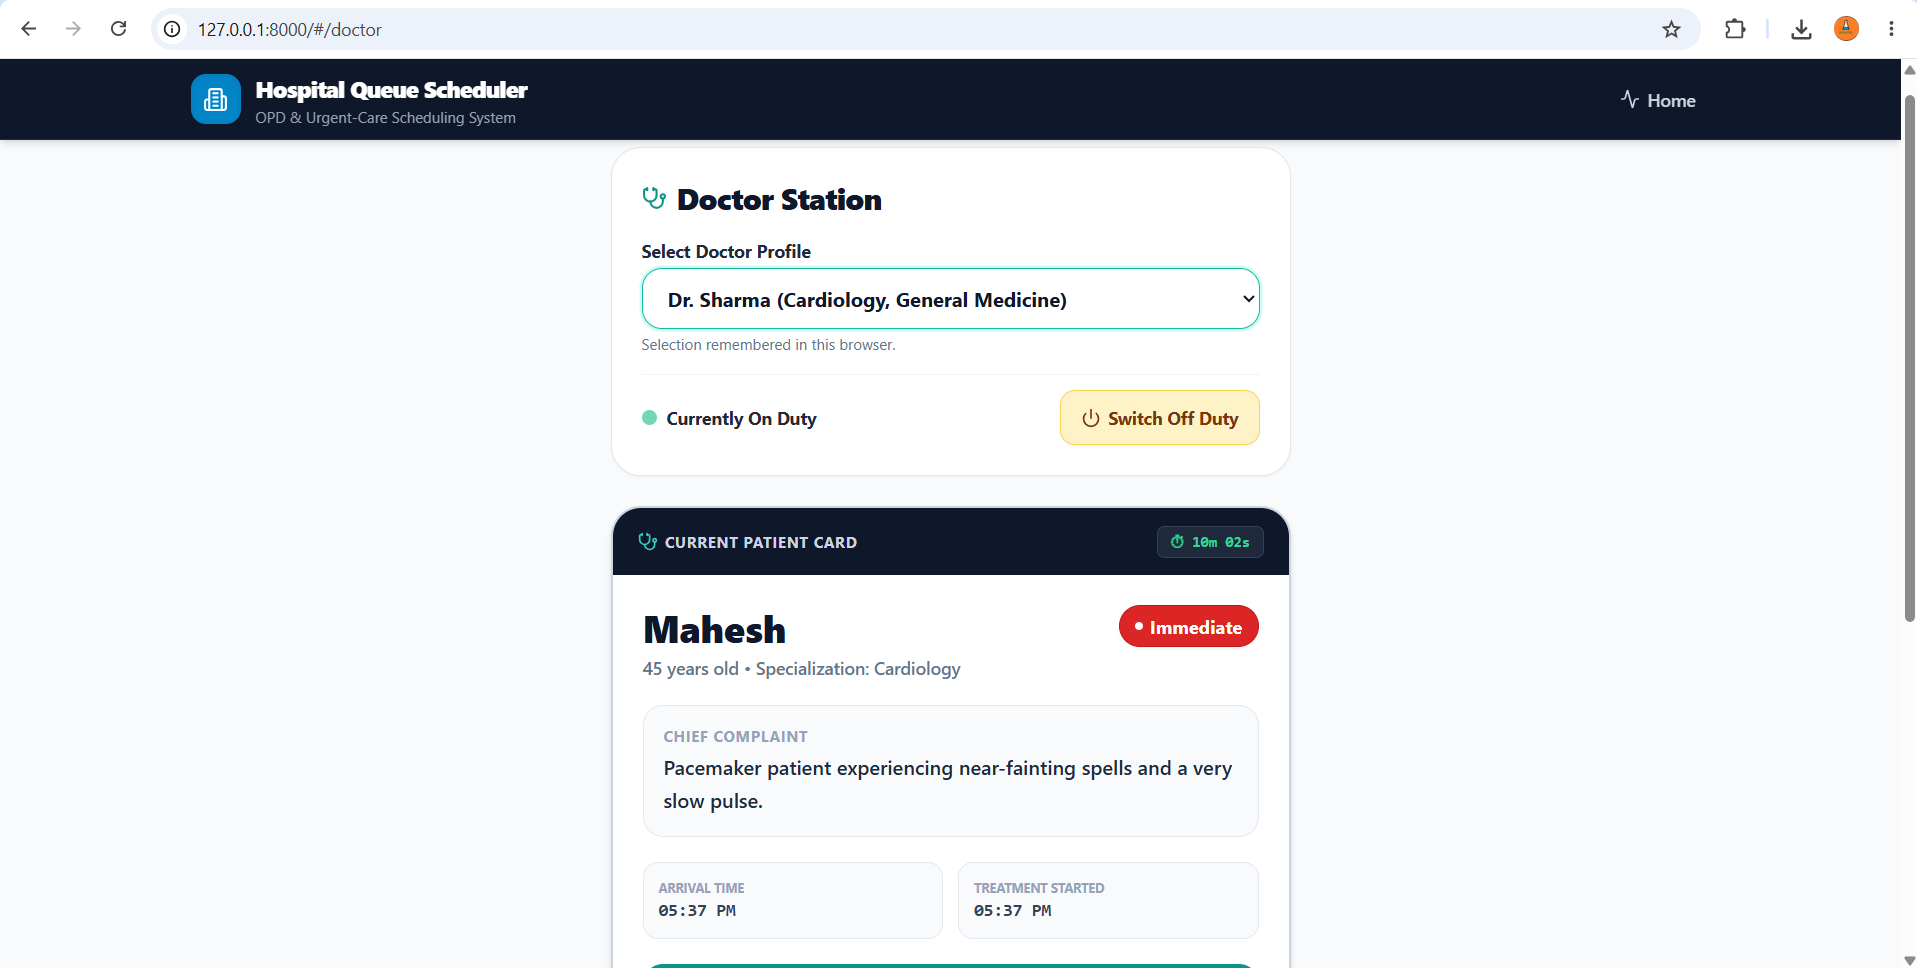 127.0.0.1:8000/#/doctor
Hospital Queue Scheduler
OPD & Urgent-Care Scheduling System
Home
Doctor Station
Select Doctor Profile
Dr. Sharma (Cardiology, General Medicine)
Selection remembered in this browser.
Currently On Duty
Switch Off Duty
CURRENT PATIENT CARD
10m 02s
Mahesh
Immediate
45 years old • Specialization: Cardiology
CHIEF COMPLAINT
Pacemaker patient experiencing near-fainting spells and a very
slow pulse.
ARRIVAL TIME
05:37 PM
TREATMENT STARTED
05:37 PM